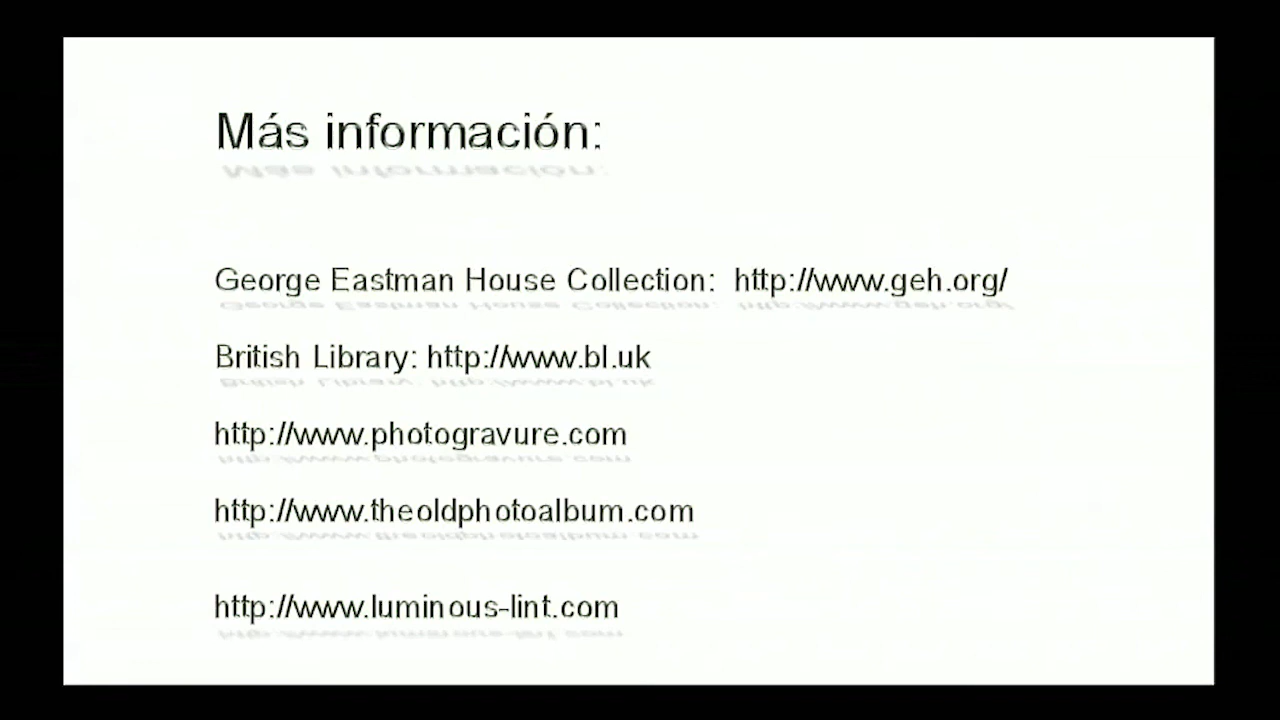 Más información:
George Eastman House Collection: http://www.geh.org/
British Library: http://www.bl.uk
http://www.photogravure.com
http://www.theoldphotoalbum.com
http://www.luminous-lint.com